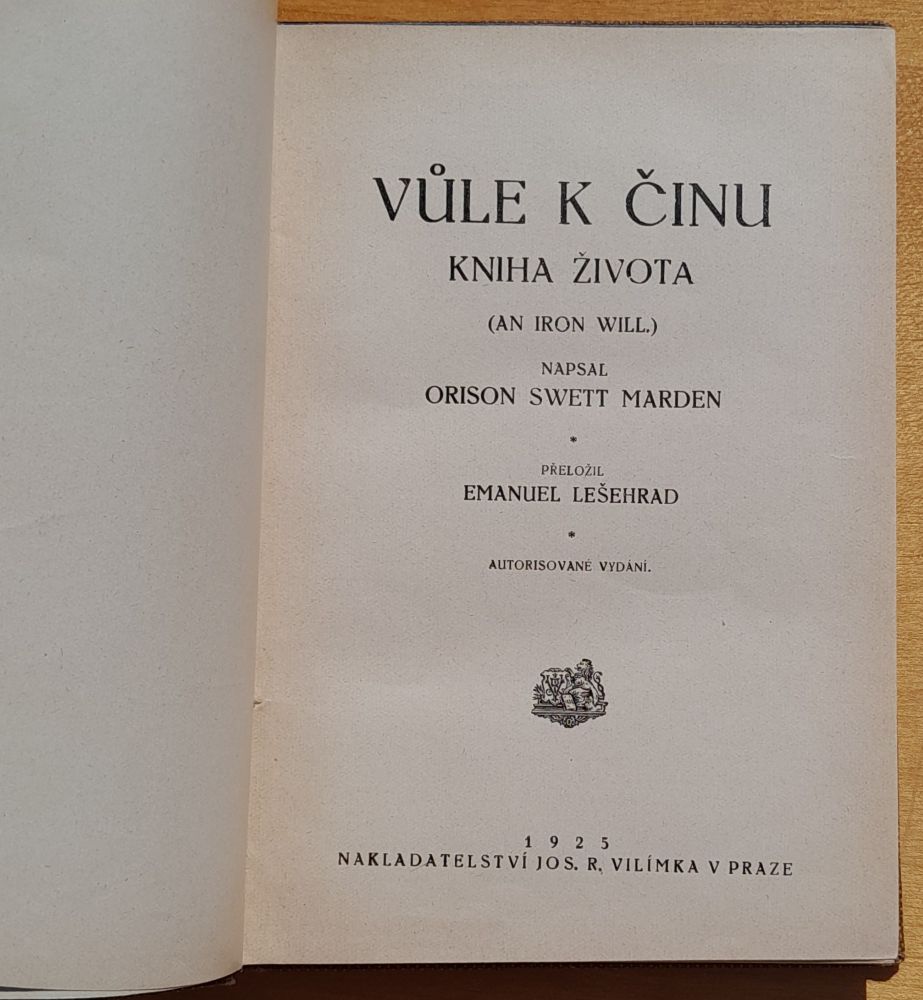 VŮLE K ČINU
KNIHA ŽIVOTA
(AN IRON WILL.)
NAPSAL
ORISON SWETT MARDEN
*
PŘELOŽIL
EMANUEL LEŠEHRAD
*
AUTORISOVANÉ VYDÁNÍ.
1925
NAKLADATELSTVÍ JOS. R. VILÍMKA V PRAZE